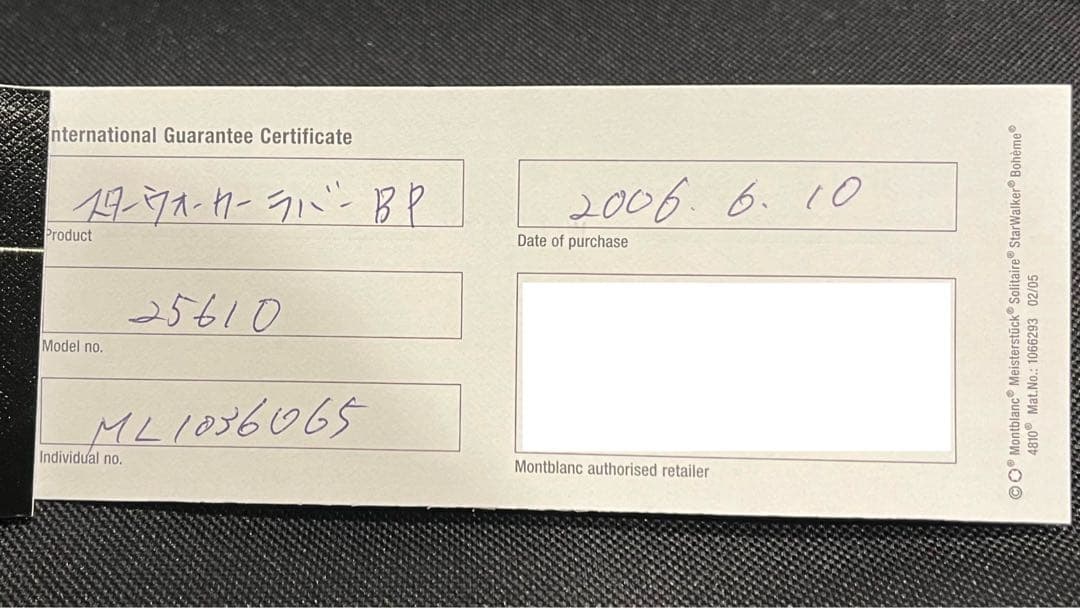 nternational Guarantee Certificate
スターウォーカーラバーBP
Product
25610
Model no.
ML1036065
Individual no.
2006. 6. 10
Date of purchase
Montblanc authorised retailer
© ® Montblanc® Meisterstück® Solitaire® StarWalker® Bohème®
4810® Mat.No.: 1066293 02/05